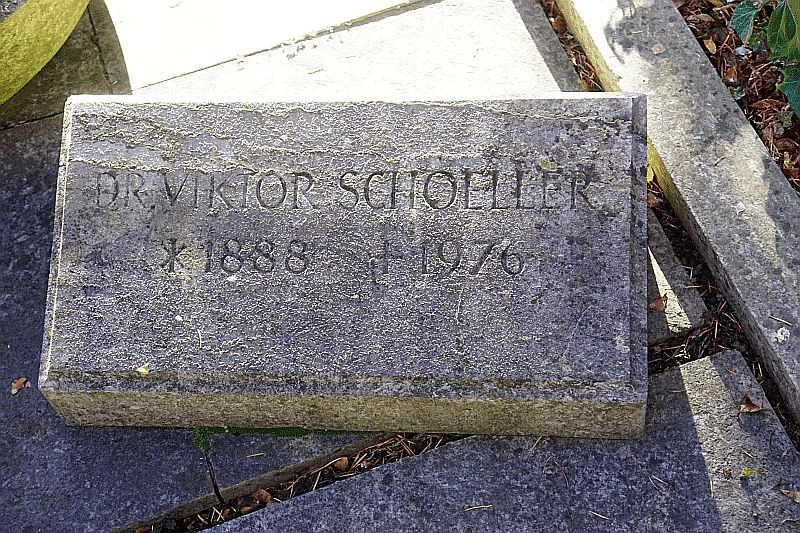 DR. VIKTOR SCHOELLER
* 1888 † 1976